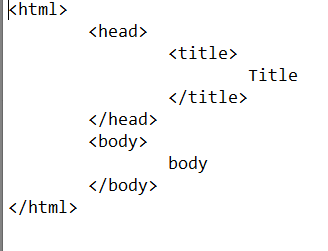 <html>
	<head>
		<title>
			Title
		</title>
	</head>
	<body>
		body
	</body>
</html>